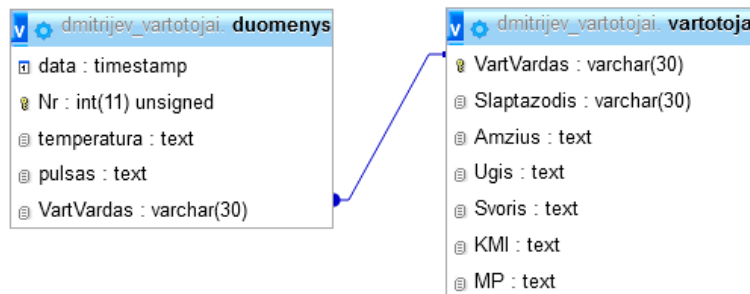 v dmitrijev_vartotojai. duomenys
data : timestamp
Nr : int(11) unsigned
temperatura : text
pulsas : text
VartVardas : varchar(30)
v dmitrijev_vartotojai. vartotoja
VartVardas : varchar(30)
Slaptazodis : varchar(30)
Amzius : text
Ugis : text
Svoris : text
KMI : text
MP : text